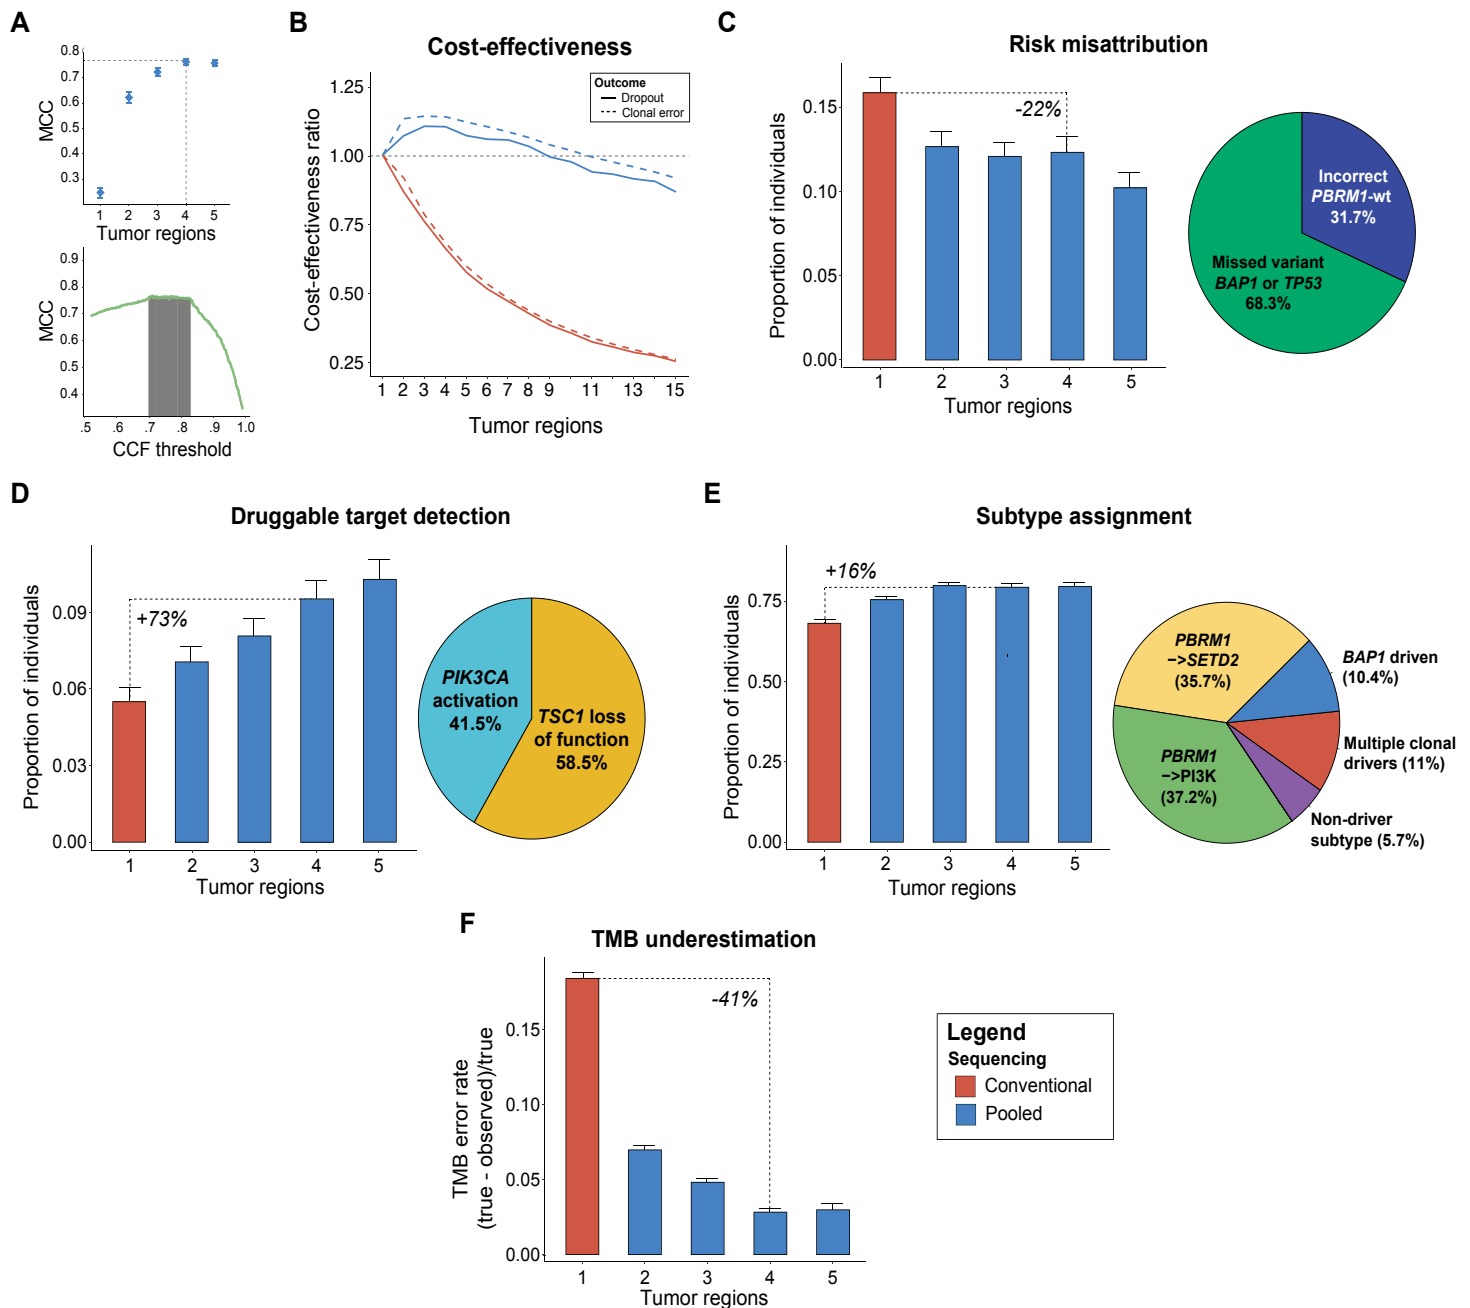 A
0.8
0.7
0.6
0.5
0.4
0.3
MCC
1 2 3 4 5
Tumor regions
0.9
0.8
0.7
0.6
0.5
0.4
MCC
.5 .6 .7 .8 .9 1.0
CCF threshold
B
Cost-effectiveness
Outcome
Dropout
Clonal error
1.25
1.00
0.75
0.50
0.25
Cost-effectiveness ratio
1 2 3 4 5 6 7 8 9 11 13 15
Tumor regions
C
Risk misattribution
0.15
0.10
0.05
0.00
Proportion of individuals
-22%
1 2 3 4 5
Tumor regions
Incorrect
PBRM1-wt
31.7%
Missed variant
BAP1 or TP53
68.3%
D
Druggable target detection
0.09
0.06
0.03
0.00
Proportion of individuals
+73%
1 2 3 4 5
Tumor regions
PIK3CA
activation
41.5%
TSC1 loss
of function
58.5%
E
Subtype assignment
0.75
0.50
0.25
0.00
Proportion of individuals
+16%
1 2 3 4 5
Tumor regions
PBRM1
−>SETD2
(35.7%)
BAP1 driven
(10.4%)
Multiple clonal
drivers (11%)
Non-driver
subtype (5.7%)
PBRM1
−>PI3K
(37.2%)
F
TMB underestimation
0.15
0.10
0.05
0.00
TMB error rate
(true - observed)/true
-41%
1 2 3 4 5
Tumor regions
Legend
Sequencing
Conventional
Pooled